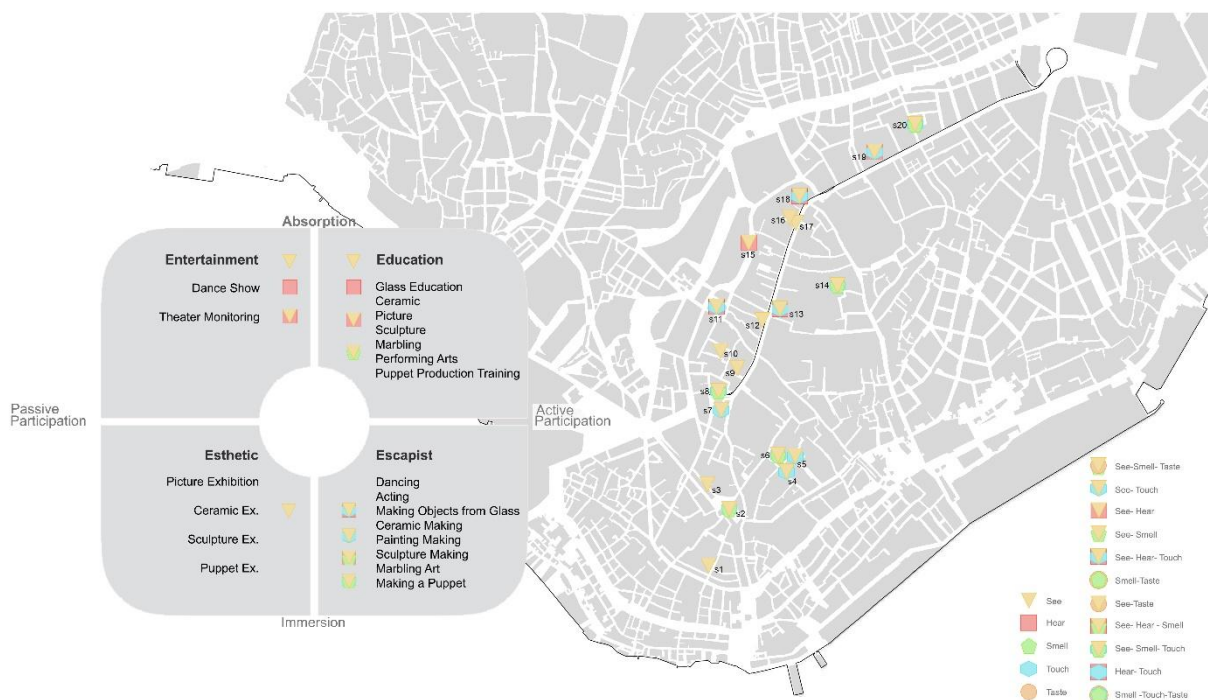 Absorption
Entertainment
Dance Show
Theater Monitoring
Education
Glass Education
Ceramic
Picture
Sculpture
Marbling
Performing Arts
Puppet Production Training
Passive
Participation
Active
Participation
Esthetic
Picture Exhibition
Ceramic Ex.
Sculpture Ex.
Puppet Ex.
Escapist
Dancing
Acting
Making Objects from Glass
Ceramic Making
Painting Making
Sculpture Making
Marbling Art
Making a Puppet
Immersion
s20
s19
s18
s16
s17
s15
s14
s11
s12
s13
s10
s9
s8
s7
s6
s5
s4
s3
s2
s1
See
Hear
Smell
Touch
Taste
See-Smell- Taste
See- Touch
See- Hear
See- Smell
See- Hear- Touch
Smell-Taste
See-Taste
See- Hear - Smell
See- Smell-Touch
Hear- Touch
Smell -Touch-Taste